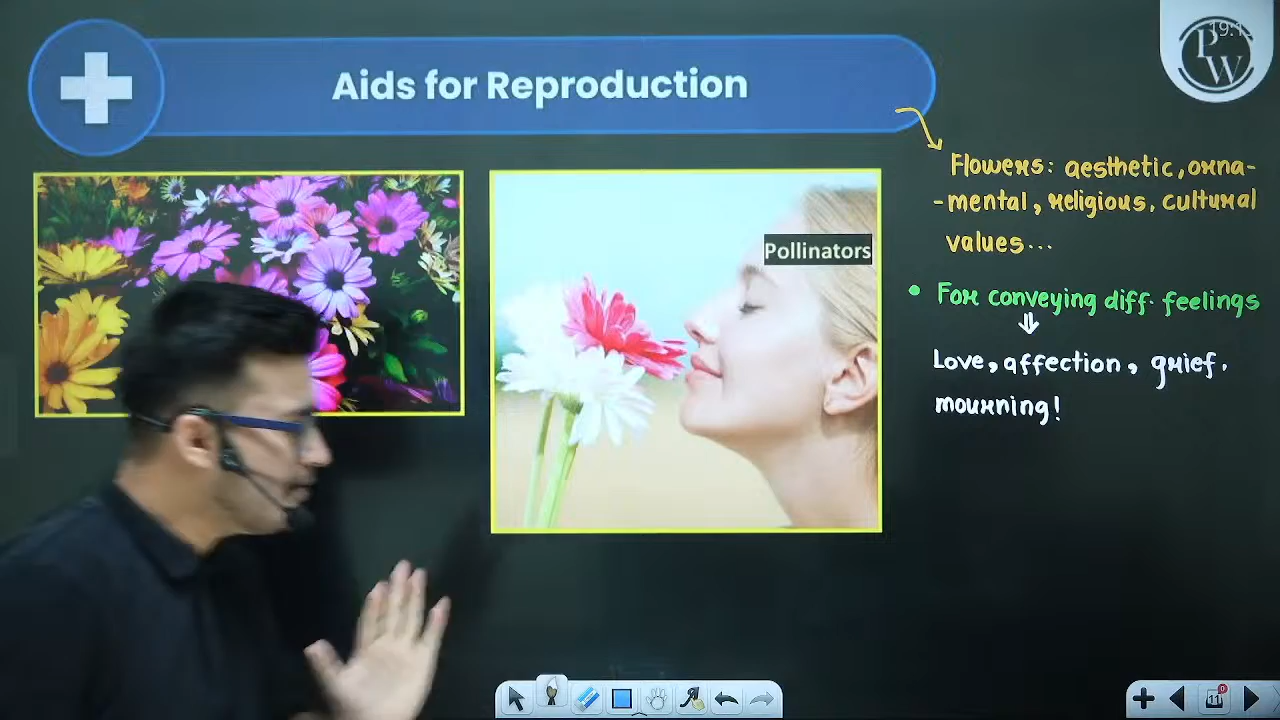 Aids for Reproduction
P
W
Flowers: aesthetic, orna-
-mental, religious, cultural
values...
Pollinators
• For conveying diff. feelings
⇓
Love, affection, grief,
mourning!